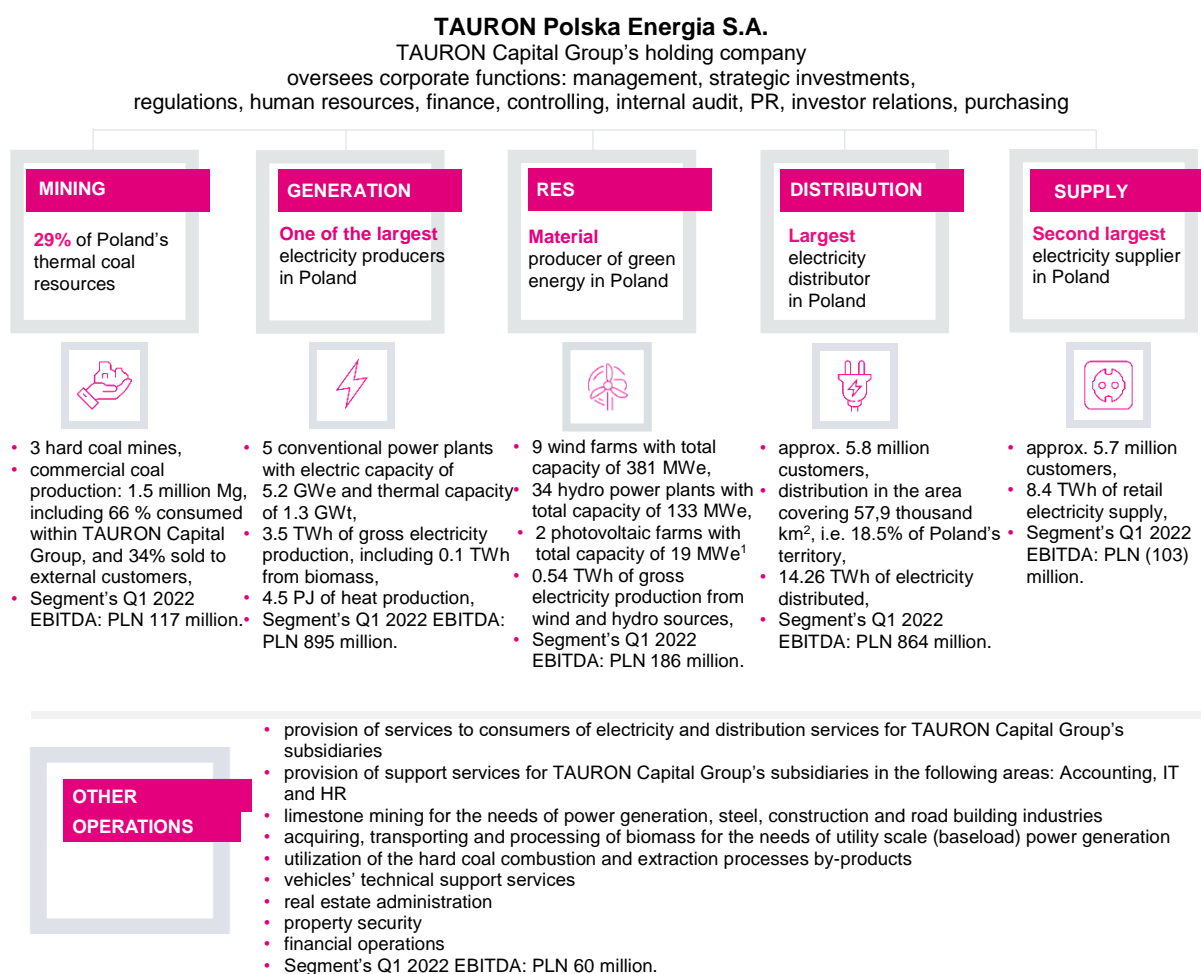 TAURON Polska Energia S.A.
TAURON Capital Group's holding company
oversees corporate functions: management, strategic investments,
regulations, human resources, finance, controlling, internal audit, PR, investor relations, purchasing
MINING
29% of Poland's
thermal coal
resources
• 3 hard coal mines,
• commercial coal
production: 1.5 million Mg,
including 66 % consumed
within TAURON Capital
Group, and 34% sold to
external customers,
• Segment's Q1 2022
EBITDA: PLN 117 million.
GENERATION
One of the largest
electricity producers
in Poland
• 5 conventional power plants
with electric capacity of
5.2 GWe and thermal capacity
of 1.3 GWt,
• 3.5 TWh of gross electricity
production, including 0.1 TWh
from biomass,
• 4.5 PJ of heat production,
• Segment's Q1 2022 EBITDA:
PLN 895 million.
RES
Material
producer of green
energy in Poland
• 9 wind farms with total
capacity of 381 MWe,
• 34 hydro power plants with
total capacity of 133 MWe,
• 2 photovoltaic farms with
total capacity of 19 MWe¹
• 0.54 TWh of gross
electricity production from
wind and hydro sources,
• Segment's Q1 2022
EBITDA: PLN 186 million.
DISTRIBUTION
Largest
electricity
distributor
in Poland
• approx. 5.8 million
customers,
• distribution in the area
covering 57,9 thousand
km², i.e. 18.5% of Poland's
territory,
• 14.26 TWh of electricity
distributed,
• Segment's Q1 2022
EBITDA: PLN 864 million.
SUPPLY
Second largest
electricity supplier
in Poland
• approx. 5.7 million
customers,
• 8.4 TWh of retail
electricity supply,
• Segment's Q1 2022
EBITDA: PLN (103)
million.
OTHER
OPERATIONS
• provision of services to consumers of electricity and distribution services for TAURON Capital Group's
subsidiaries
• provision of support services for TAURON Capital Group's subsidiaries in the following areas: Accounting, IT
and HR
• limestone mining for the needs of power generation, steel, construction and road building industries
• acquiring, transporting and processing of biomass for the needs of utility scale (baseload) power generation
• utilization of the hard coal combustion and extraction processes by-products
• vehicles' technical support services
• real estate administration
• property security
• financial operations
• Segment's Q1 2022 EBITDA: PLN 60 million.